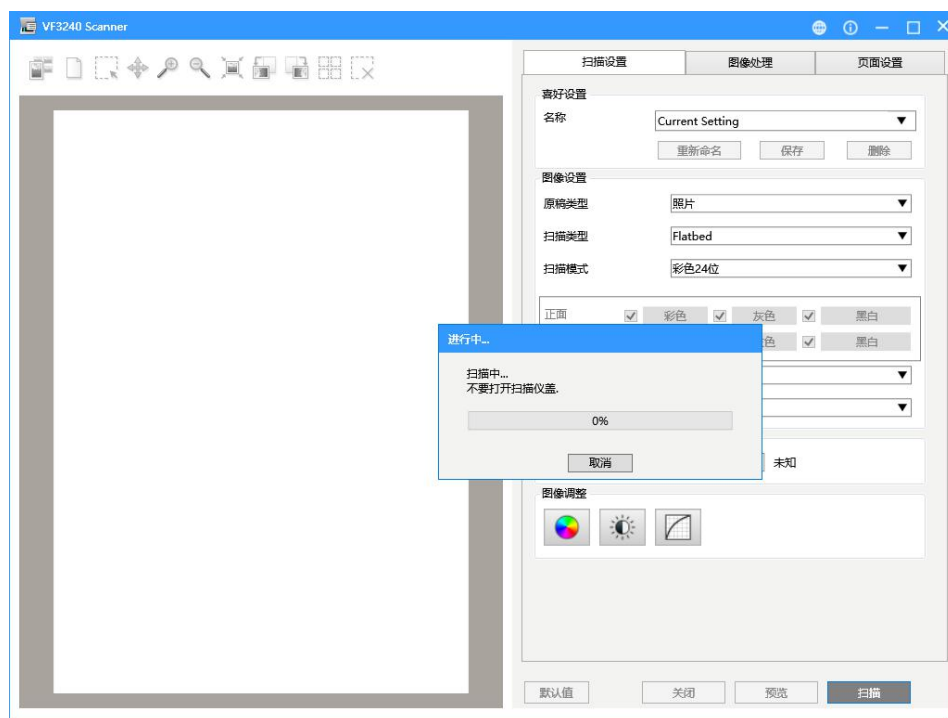 VF3240 Scanner
扫描设置 图像处理 页面设置
喜好设置
名称 Current Setting
重新命名 保存 删除
图像设置
原稿类型 照片
扫描类型 Flatbed
扫描模式 彩色24位
正面 彩色 灰色 黑白
色 黑白
进行中...
扫描中...
不要打开扫描仪盖.
0%
取消
未知
图像调整
默认值 关闭 预览 扫描